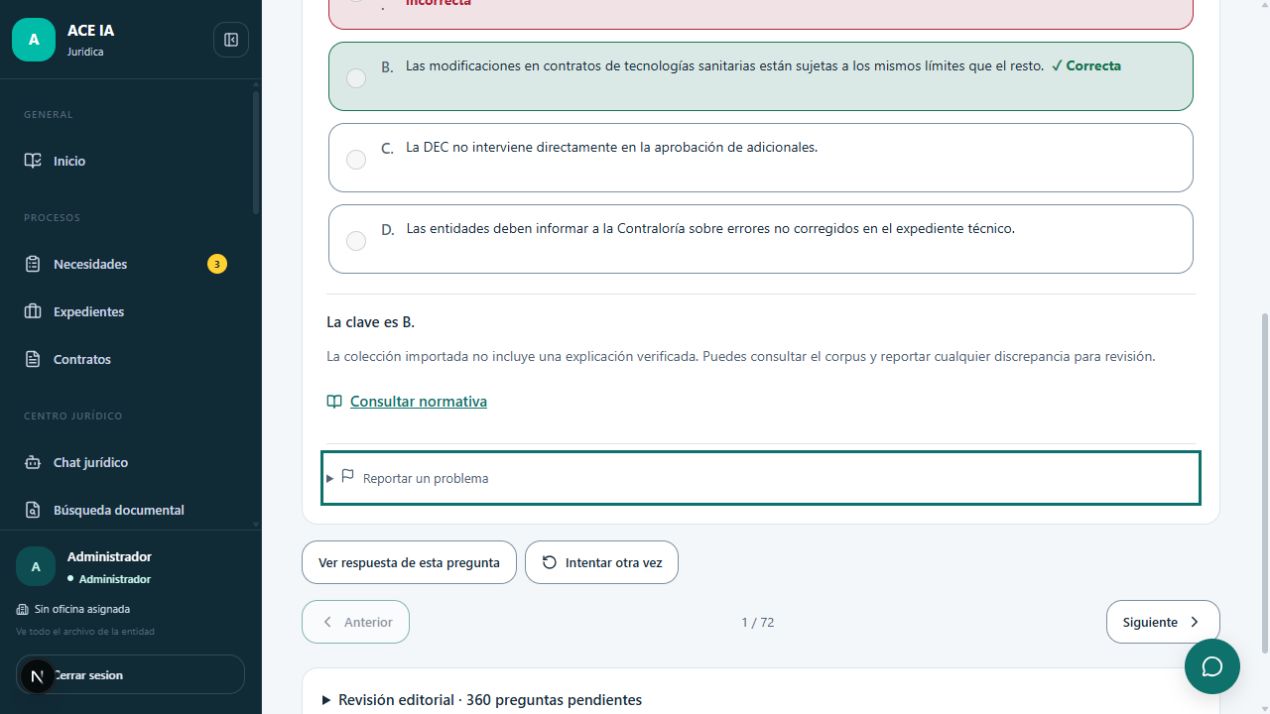 A
ACE IA
Juridica
GENERAL
Inicio
PROCESOS
Necesidades
3
Expedientes
Contratos
CENTRO JURÍDICO
Chat jurídico
Búsqueda documental
A
Administrador
Administrador
Sin oficina asignada
Ve todo el archivo de la entidad
N
Cerrar sesion
.
Incorrecta
B. Las modificaciones en contratos de tecnologías sanitarias están sujetas a los mismos límites que el resto. ✓ Correcta
C. La DEC no interviene directamente en la aprobación de adicionales.
D. Las entidades deben informar a la Contraloría sobre errores no corregidos en el expediente técnico.
La clave es B.
La colección importada no incluye una explicación verificada. Puedes consultar el corpus y reportar cualquier discrepancia para revisión.
Consultar normativa
Reportar un problema
Ver respuesta de esta pregunta
Intentar otra vez
Anterior
1 / 72
Siguiente
Revisión editorial · 360 preguntas pendientes